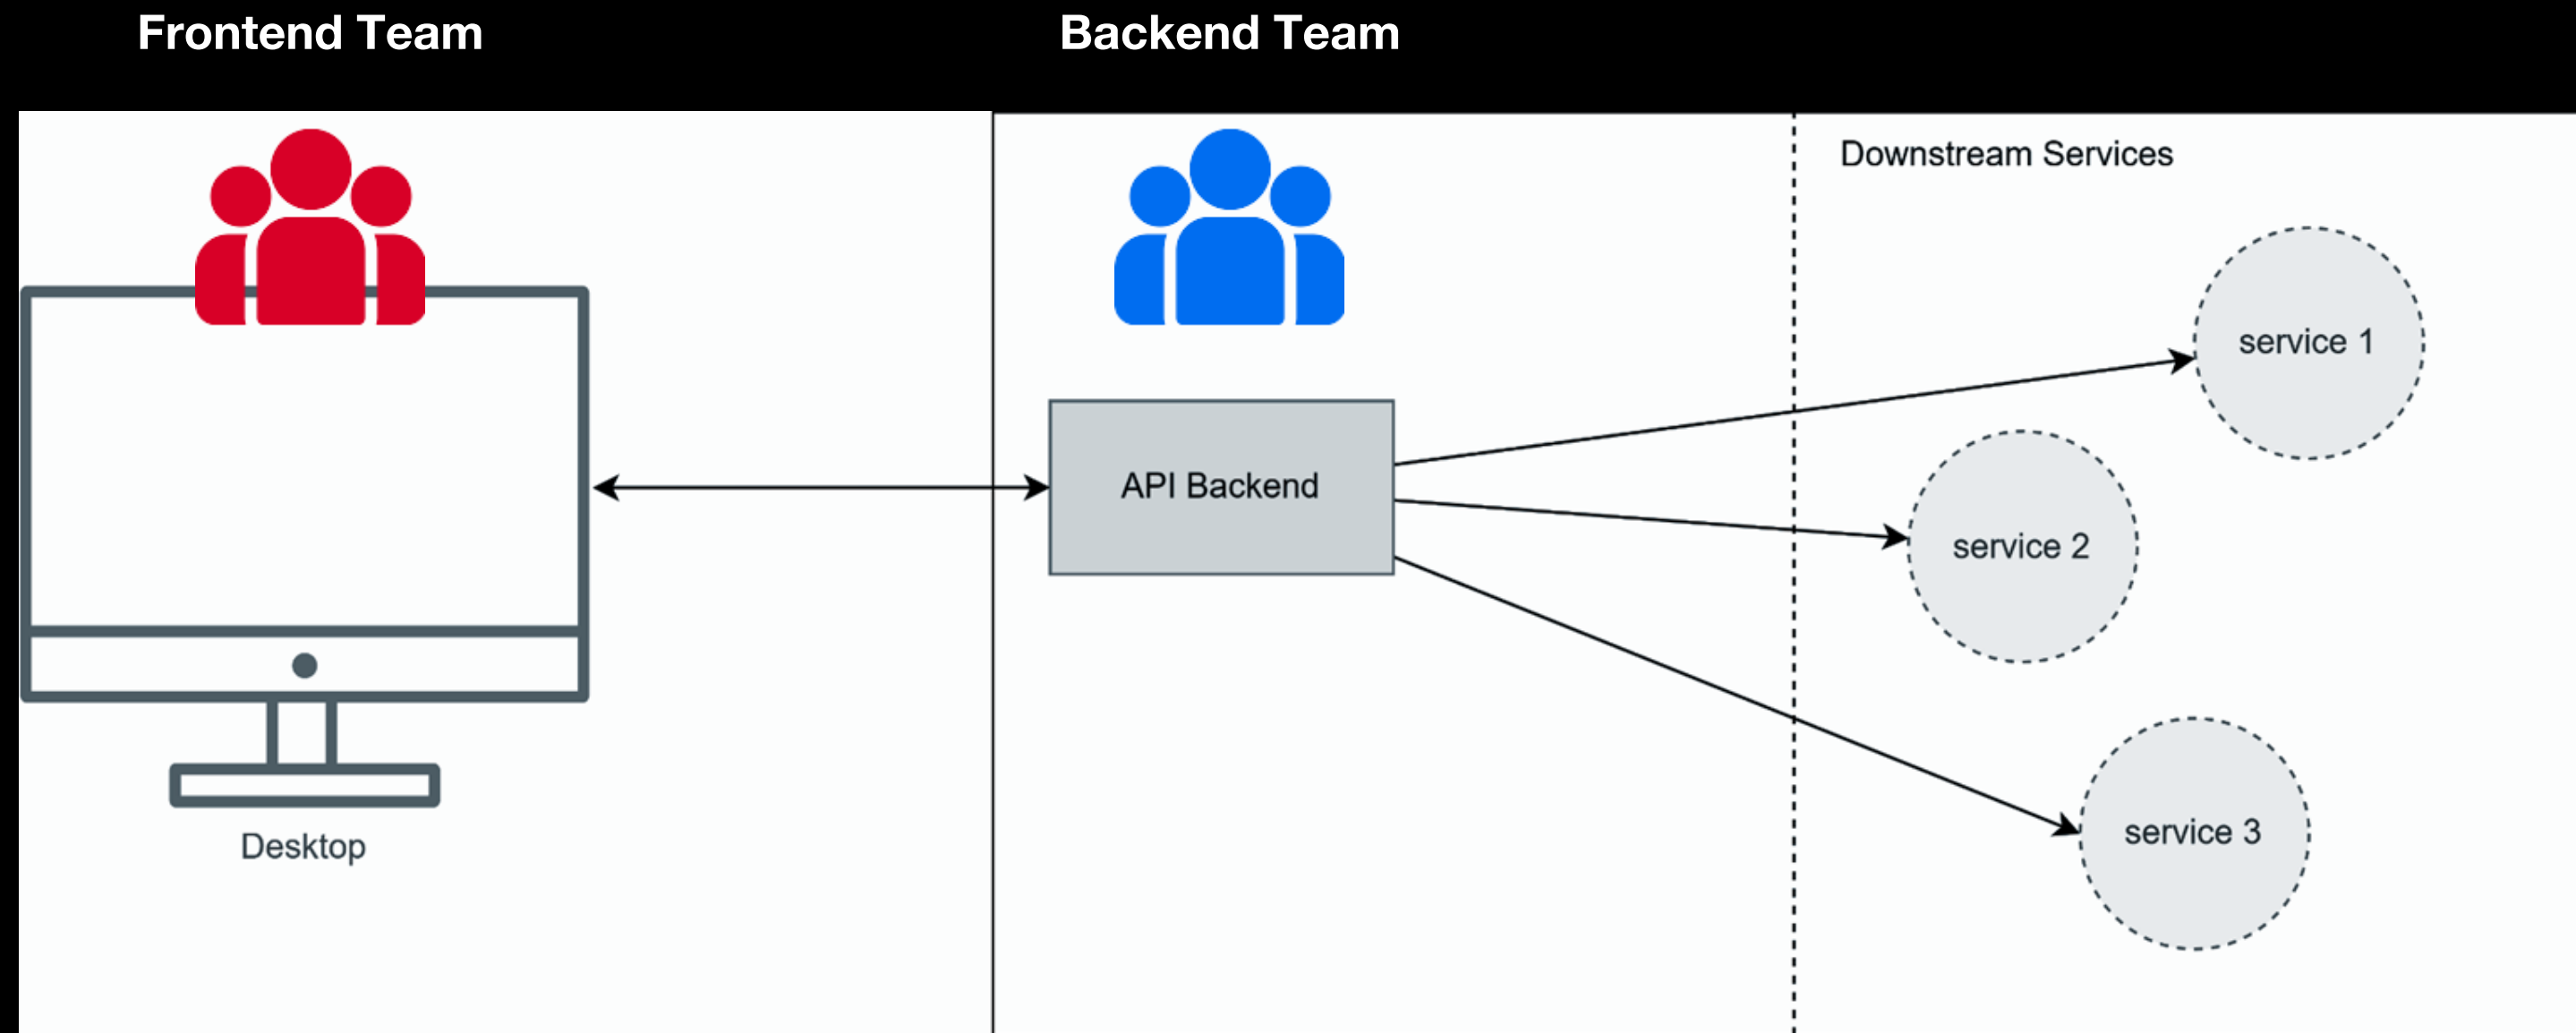 Frontend Team
Backend Team
Downstream Services
service 1
API Backend
service 2
service 3
Desktop